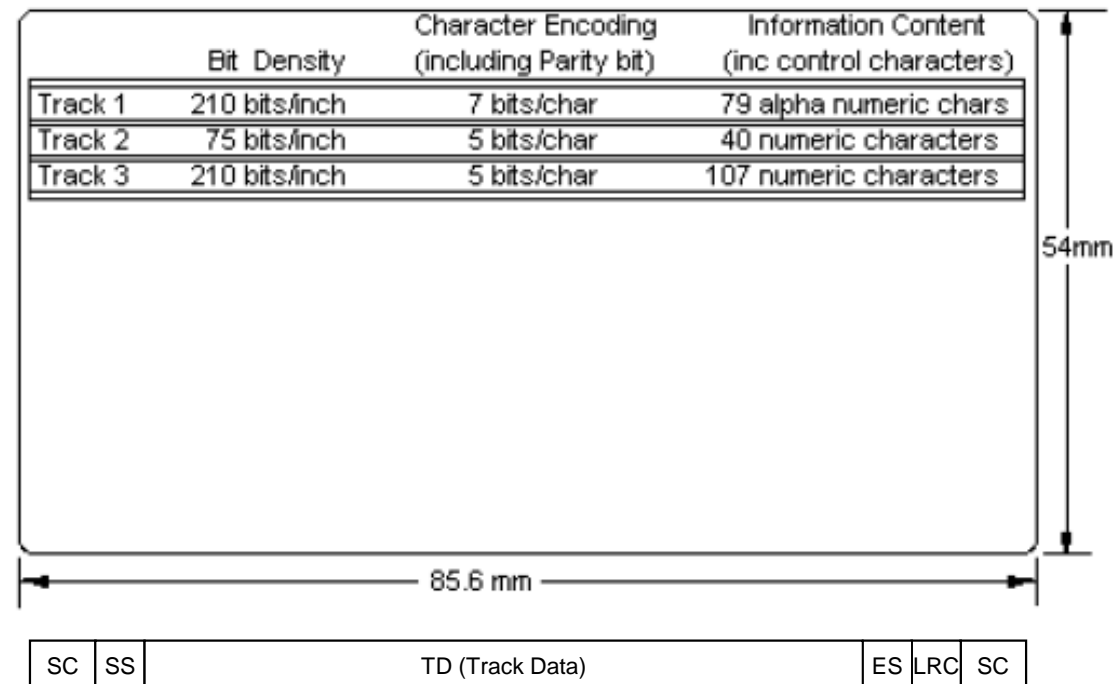 Character Encoding Information Content
Bit Density (including Parity bit) (inc control characters)
Track 1 210 bits/inch 7 bits/char 79 alpha numeric chars
Track 2 75 bits/inch 5 bits/char 40 numeric characters
Track 3 210 bits/inch 5 bits/char 107 numeric characters
54mm
85.6 mm
SC SS TD (Track Data) ES LRC SC